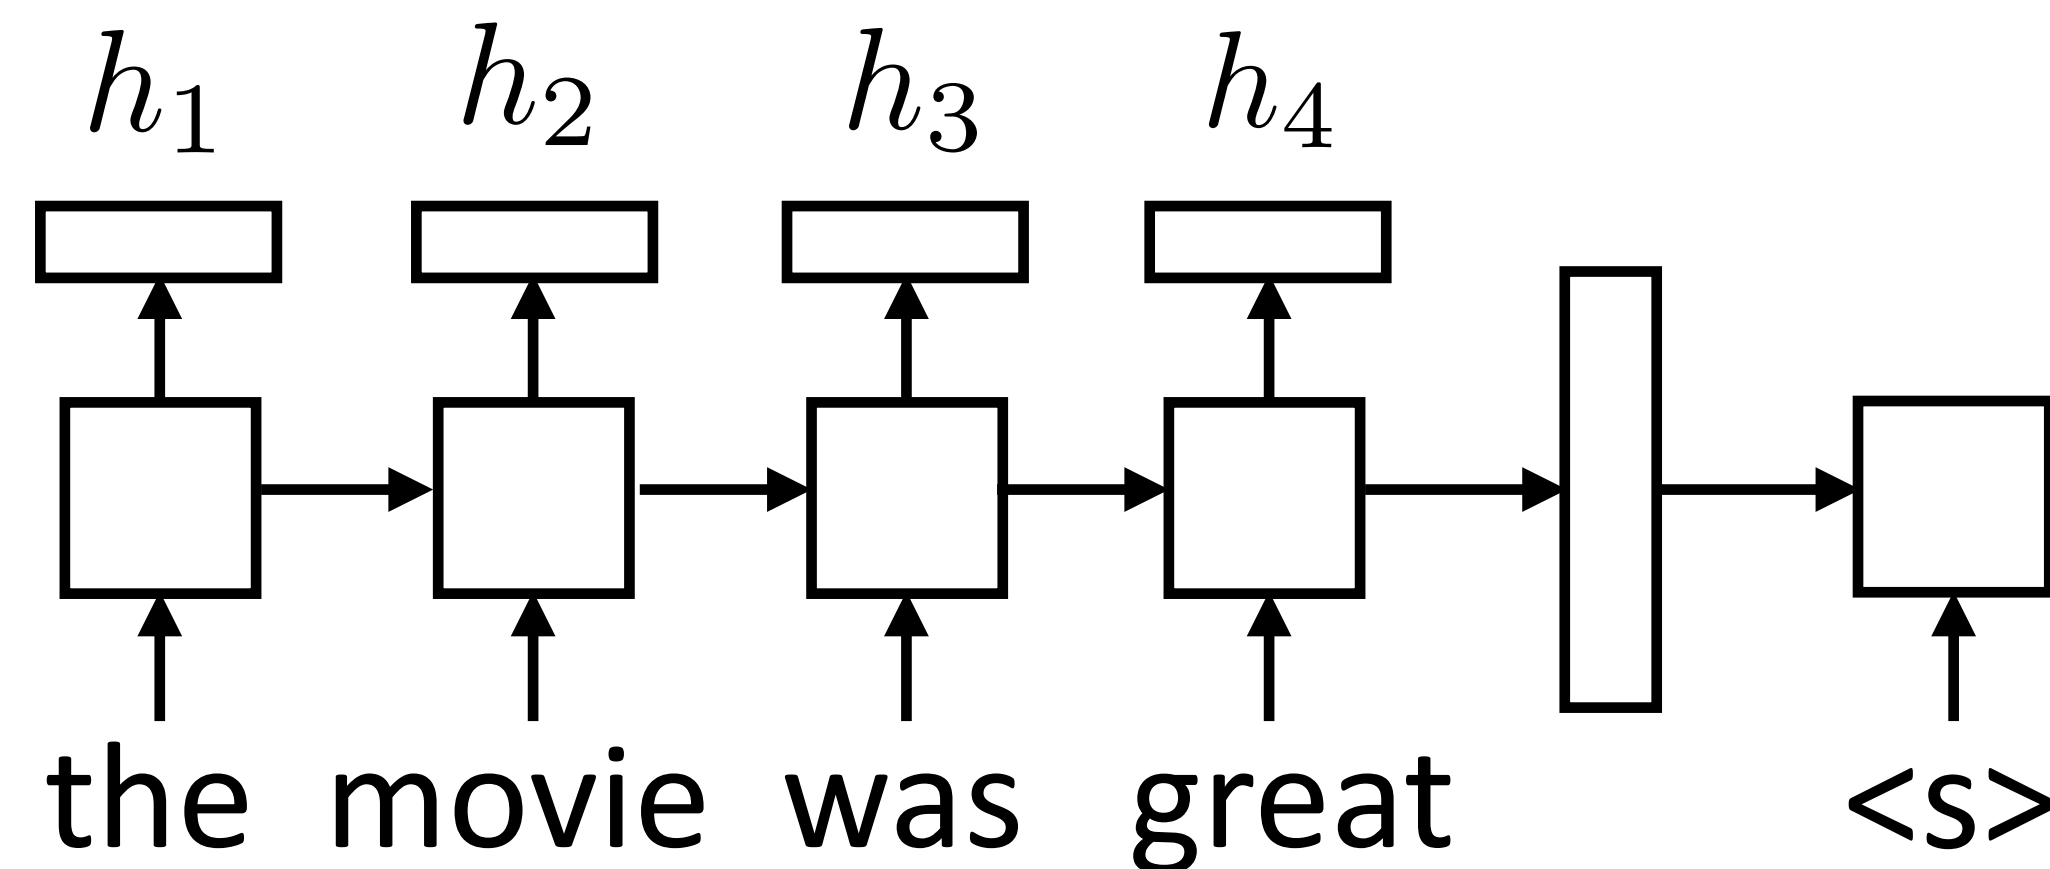 h₁ h₂ h₃ h₄
the movie was great <s>